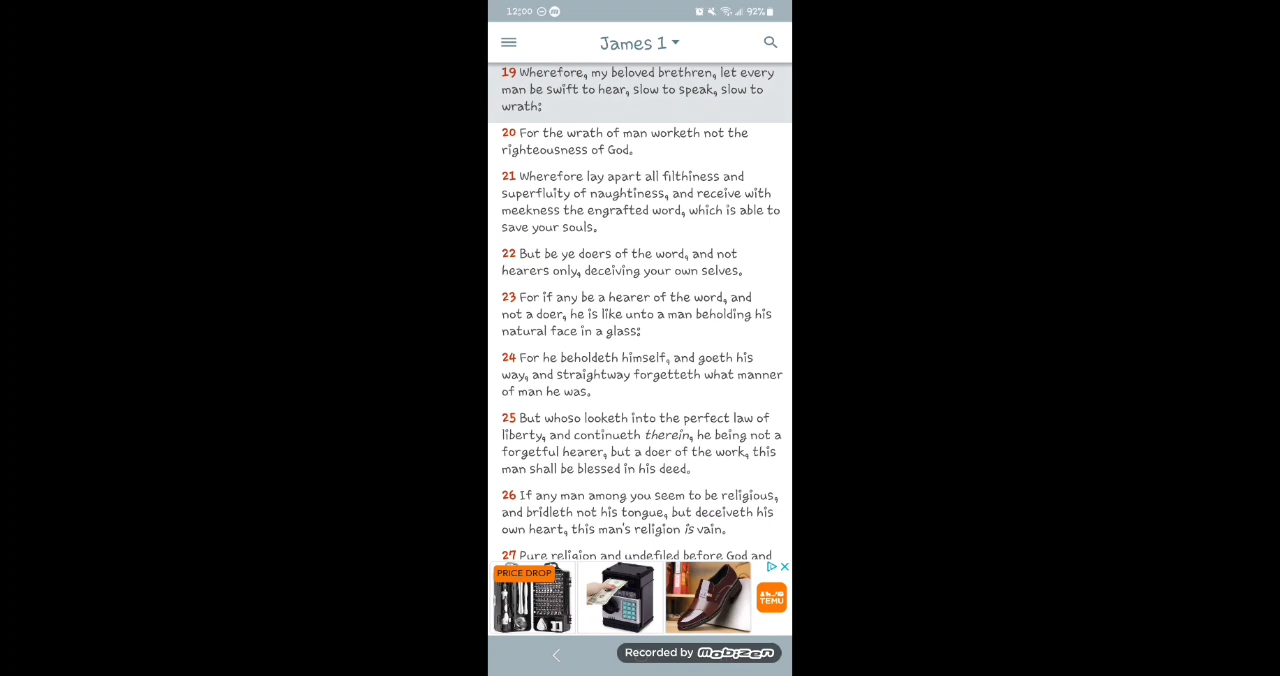 12:00 92%
James 1
19 Wherefore, my beloved brethren, let every
man be swift to hear, slow to speak, slow to
wrath:
20 For the wrath of man worketh not the
righteousness of God.
21 Wherefore lay apart all filthiness and
superfluity of naughtiness, and receive with
meekness the engrafted word, which is able to
save your souls.
22 But be ye doers of the word, and not
hearers only, deceiving your own selves.
23 For if any be a hearer of the word, and
not a doer, he is like unto a man beholding his
natural face in a glass:
24 For he beholdeth himself, and goeth his
way, and straightway forgetteth what manner
of man he was.
25 But whoso looketh into the perfect law of
liberty, and continueth therein, he being not a
forgetful hearer, but a doer of the work, this
man shall be blessed in his deed.
26 If any man among you seem to be religious,
and bridleth not his tongue, but deceiveth his
own heart, this man's religion is vain.
27 Pure religion and undefiled before God and
PRICE DROP
TEMU
Recorded by mobizen